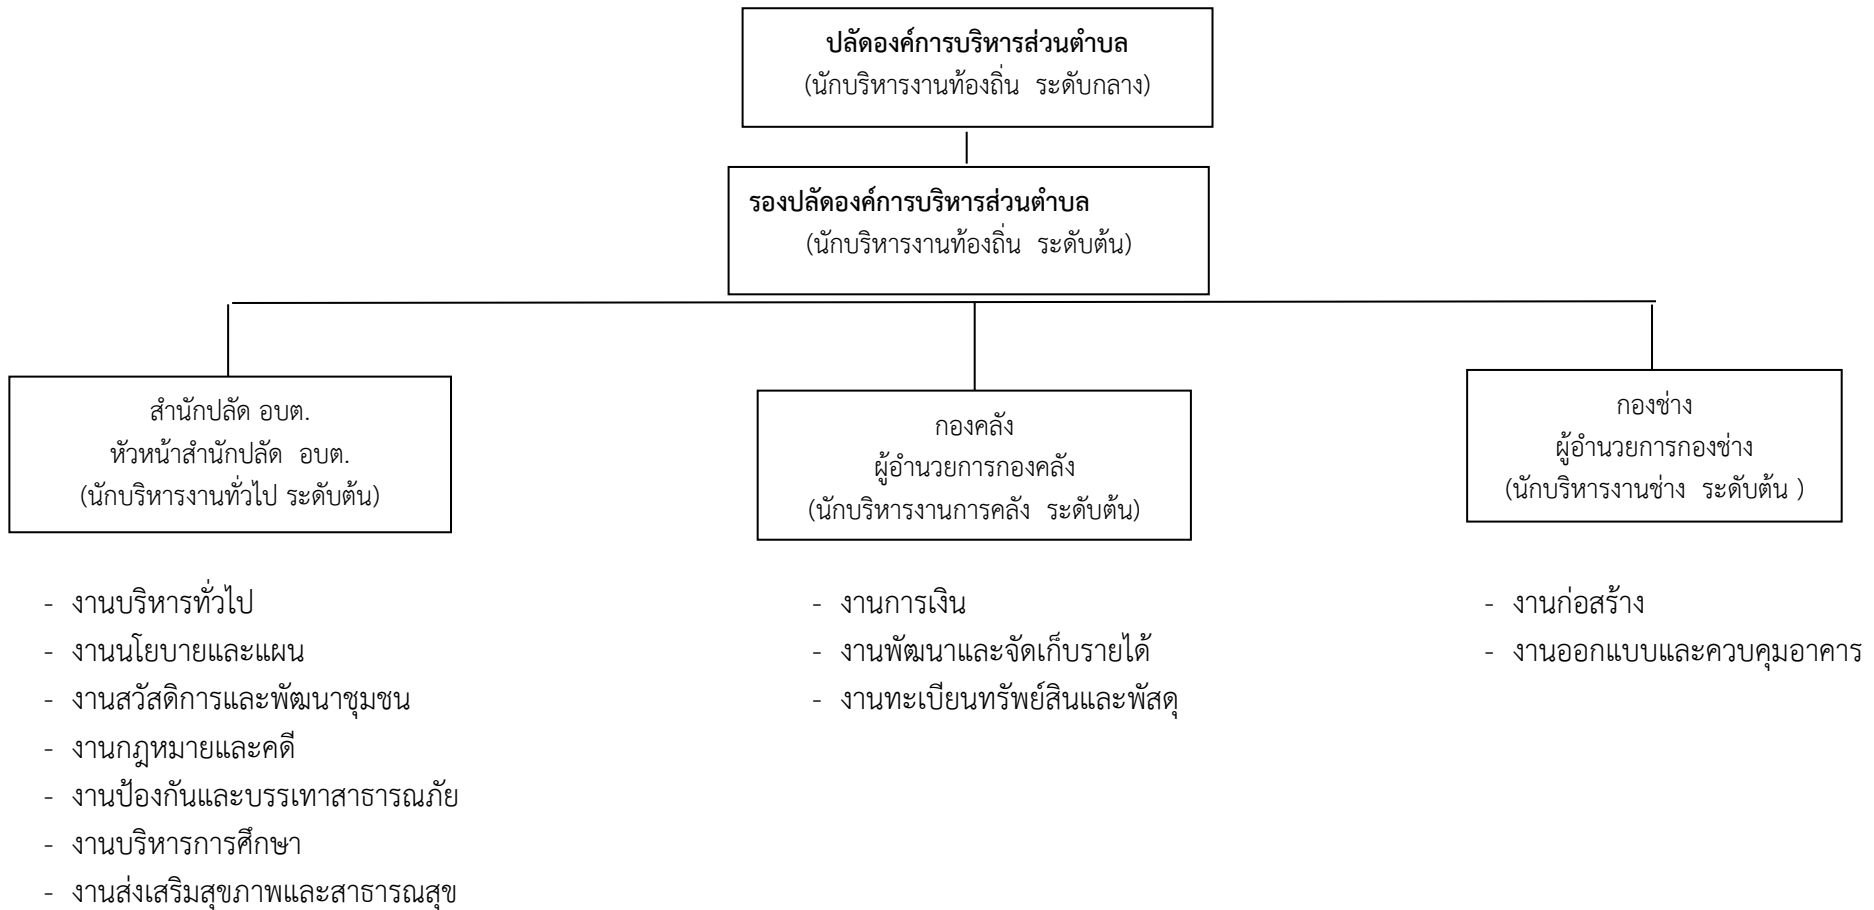 ปลัดองค์การบริหารส่วนตำบล
(นักบริหารงานท้องถิ่น  ระดับกลาง)
รองปลัดองค์การบริหารส่วนตำบล
(นักบริหารงานท้องถิ่น  ระดับต้น)
สำนักปลัด อบต.
หัวหน้าสำนักปลัด  อบต.
(นักบริหารงานทั่วไป ระดับต้น)
กองคลัง
ผู้อำนวยการกองคลัง
(นักบริหารงานการคลัง  ระดับต้น)
กองช่าง
ผู้อำนวยการกองช่าง
(นักบริหารงานช่าง  ระดับต้น )
- งานบริหารทั่วไป
- งานนโยบายและแผน
- งานสวัสดิการและพัฒนาชุมชน
- งานกฎหมายและคดี
- งานป้องกันและบรรเทาสาธารณภัย
- งานบริหารการศึกษา
- งานส่งเสริมสุขภาพและสาธารณสุข
- งานการเงิน
- งานพัฒนาและจัดเก็บรายได้
- งานทะเบียนทรัพย์สินและพัสดุ
- งานก่อสร้าง
- งานออกแบบและควบคุมอาคาร